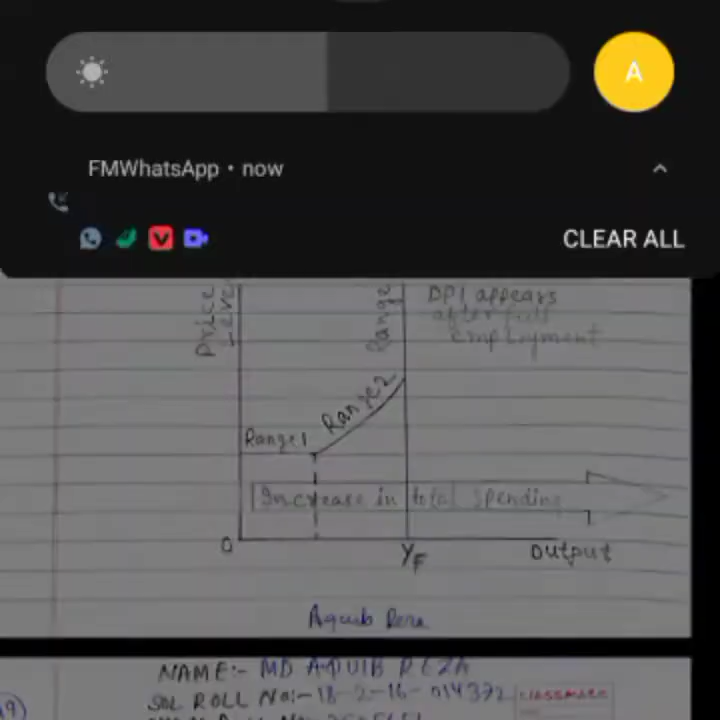 A
FMWhatsApp • now
CLEAR ALL
Price Level
Range
DPI appears
after full
employment
Range 2
Range 1
Increase in total spending
O
YF
Output
Aquib Reza
NAME:- MD AQUIB REZA
SOL ROLL No:- 18-2-16-014372
classmate